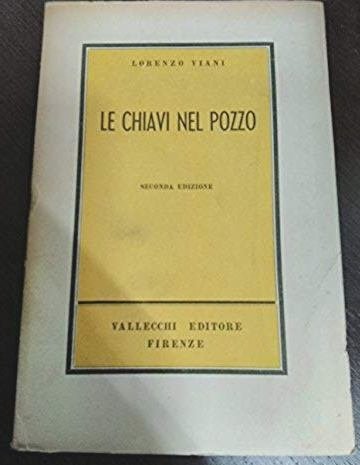 LORENZO VIANI
LE CHIAVI NEL POZZO
SECONDA EDIZIONE
VALLECCHI EDITORE
FIRENZE